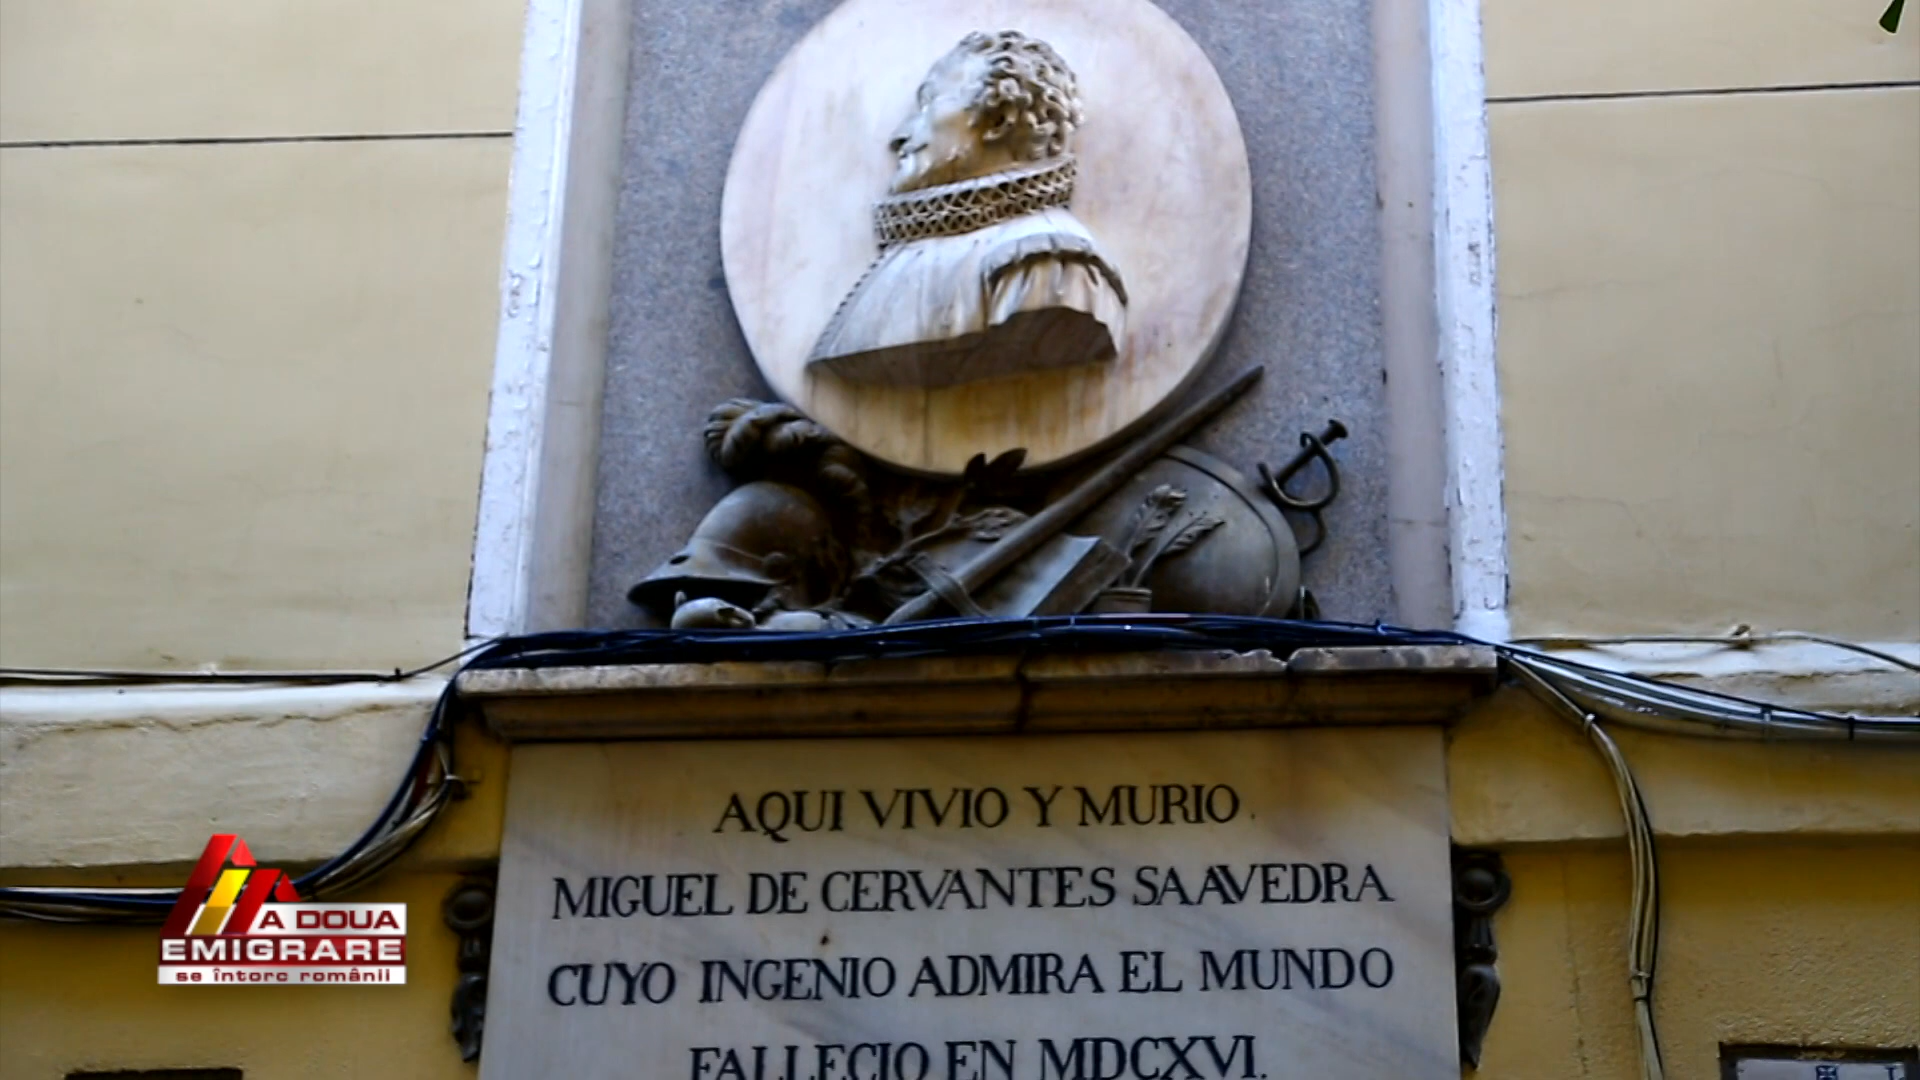 AQUI VIVIO Y MURIO
MIGUEL DE CERVANTES SAAVEDRA
CUYO INGENIO ADMIRA EL MUNDO
FALLECIO EN MDCXVI.
A DOUA
EMIGRARE
se întorc românii